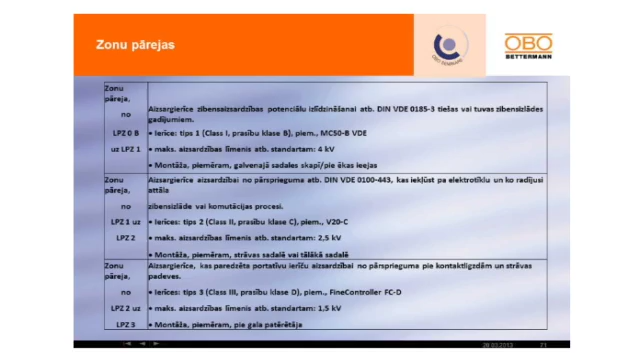 Zonu pārejas
OBO
BETTERMANN
Zonu
pāreja,
no
LPZ 0 B
uz LPZ 1
Aizsargierīce zibensaizsardzības potenciālu izlīdzināšanai atb. DIN VDE 0185-3 tiešas vai tuvas zibensizlādes
gadījumiem.
• Ierīce: tips 1 (Class I, prasību klase B), piem., MC50-B VDE
• maks. aizsardzības līmenis atb. standartam: 4 kV
• Montāža, piemēram, galvenajā sadales skapī/pie ēkas ieejas
Zonu
pāreja,
no
LPZ 1 uz
LPZ 2
Aizsargierīce aizsardzībai no pārsprieguma atb. DIN VDE 0100-443, kas iekļūst pa elektrotīklu un ko radījusi
attāla
zibensizlāde vai komutācijas procesi.
• Ierīces: tips 2 (Class II, prasību klase C), piem., V20-C
• maks. aizsardzības līmenis atb. standartam: 2,5 kV
• Montāža, piemēram, strāvas sadalē vai tālākā sadalē
Zonu
pāreja,
no
LPZ 2 uz
LPZ 3
Aizsargierīce, kas paredzēta portatīvu ierīču aizsardzībai no pārsprieguma pie kontaktligzdām un strāvas
padeves.
• Ierīces: tips 3 (Class III, prasību klase D), piem., FineController FC-D
• maks. aizsardzības līmenis atb. standartam: 1,5 kV
• Montāža, piemēram, pie gala patērētāja
28.03.2013 21